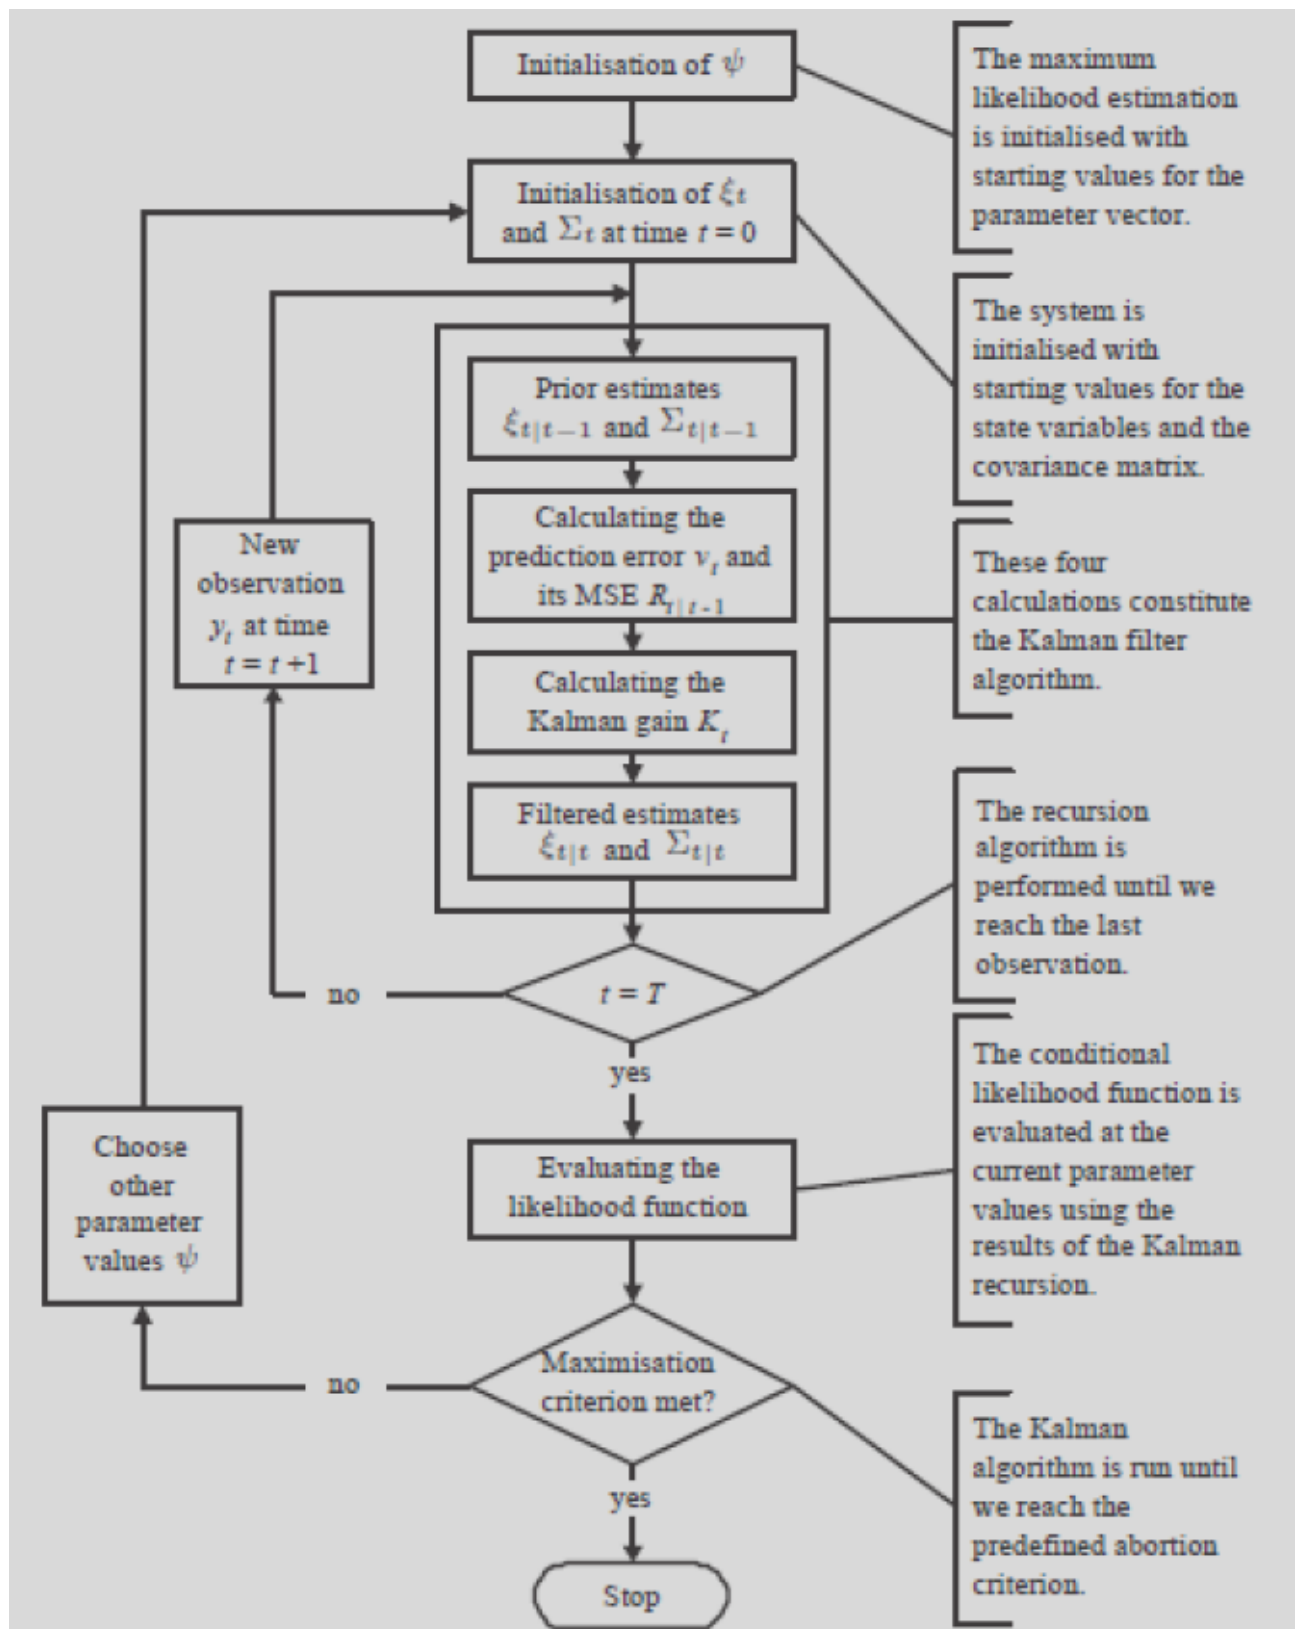 Initialisation of ψ
The maximum
likelihood estimation
is initialised with
starting values for the
parameter vector.
Initialisation of ξt
and Σt at time t = 0
The system is
initialised with
starting values for the
state variables and the
covariance matrix.
Prior estimates
ξt|t−1 and Σt|t−1
Calculating the
prediction error vt and
its MSE Rt|t-1
Calculating the
Kalman gain Kt
Filtered estimates
ξt|t and Σt|t
These four
calculations constitute
the Kalman filter
algorithm.
New
observation
yt at time
t = t +1
t = T
no
yes
The recursion
algorithm is
performed until we
reach the last
observation.
Evaluating the
likelihood function
The conditional
likelihood function is
evaluated at the
current parameter
values using the
results of the Kalman
recursion.
Choose
other
parameter
values ψ
Maximisation
criterion met?
no
yes
The Kalman
algorithm is run until
we reach the
predefined abortion
criterion.
Stop